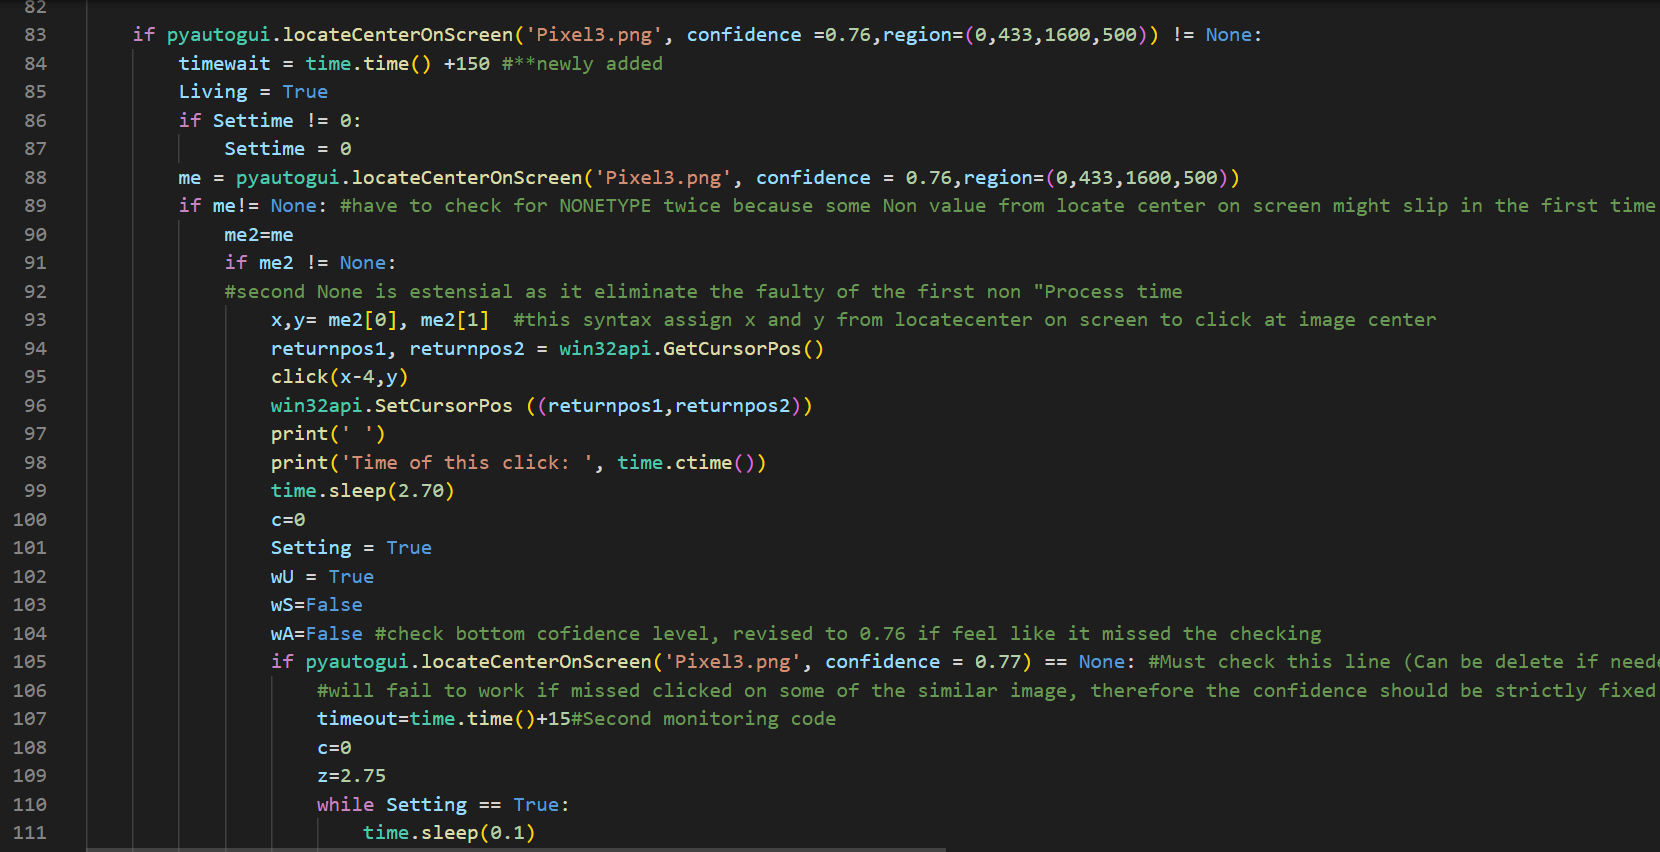 82
83 if pyautogui.locateCenterOnScreen('Pixel3.png', confidence =0.76,region=(0,433,1600,500)) != None:
84 timewait = time.time() +150 #**newly added
85 Living = True
86 if Settime != 0:
87 Settime = 0
88 me = pyautogui.locateCenterOnScreen('Pixel3.png', confidence = 0.76,region=(0,433,1600,500))
89 if me!= None: #have to check for NONETYPE twice because some Non value from locate center on screen might slip in the first time
90 me2=me
91 if me2 != None:
92 #second None is estensial as it eliminate the faulty of the first non "Process time
93 x,y= me2[0], me2[1]  #this syntax assign x and y from locatecenter on screen to click at image center
94 returnpos1, returnpos2 = win32api.GetCursorPos()
95 click(x-4,y)
96 win32api.SetCursorPos ((returnpos1,returnpos2))
97 print(' ')
98 print('Time of this click: ', time.ctime())
99 time.sleep(2.70)
100 c=0
101 Setting = True
102 wU = True
103 wS=False
104 wA=False #check bottom cofidence level, revised to 0.76 if feel like it missed the checking
105 if pyautogui.locateCenterOnScreen('Pixel3.png', confidence = 0.77) == None: #Must check this line (Can be delete if neede
106 #will fail to work if missed clicked on some of the similar image, therefore the confidence should be strictly fixed
107 timeout=time.time()+15#Second monitoring code
108 c=0
109 z=2.75
110 while Setting == True:
111 time.sleep(0.1)